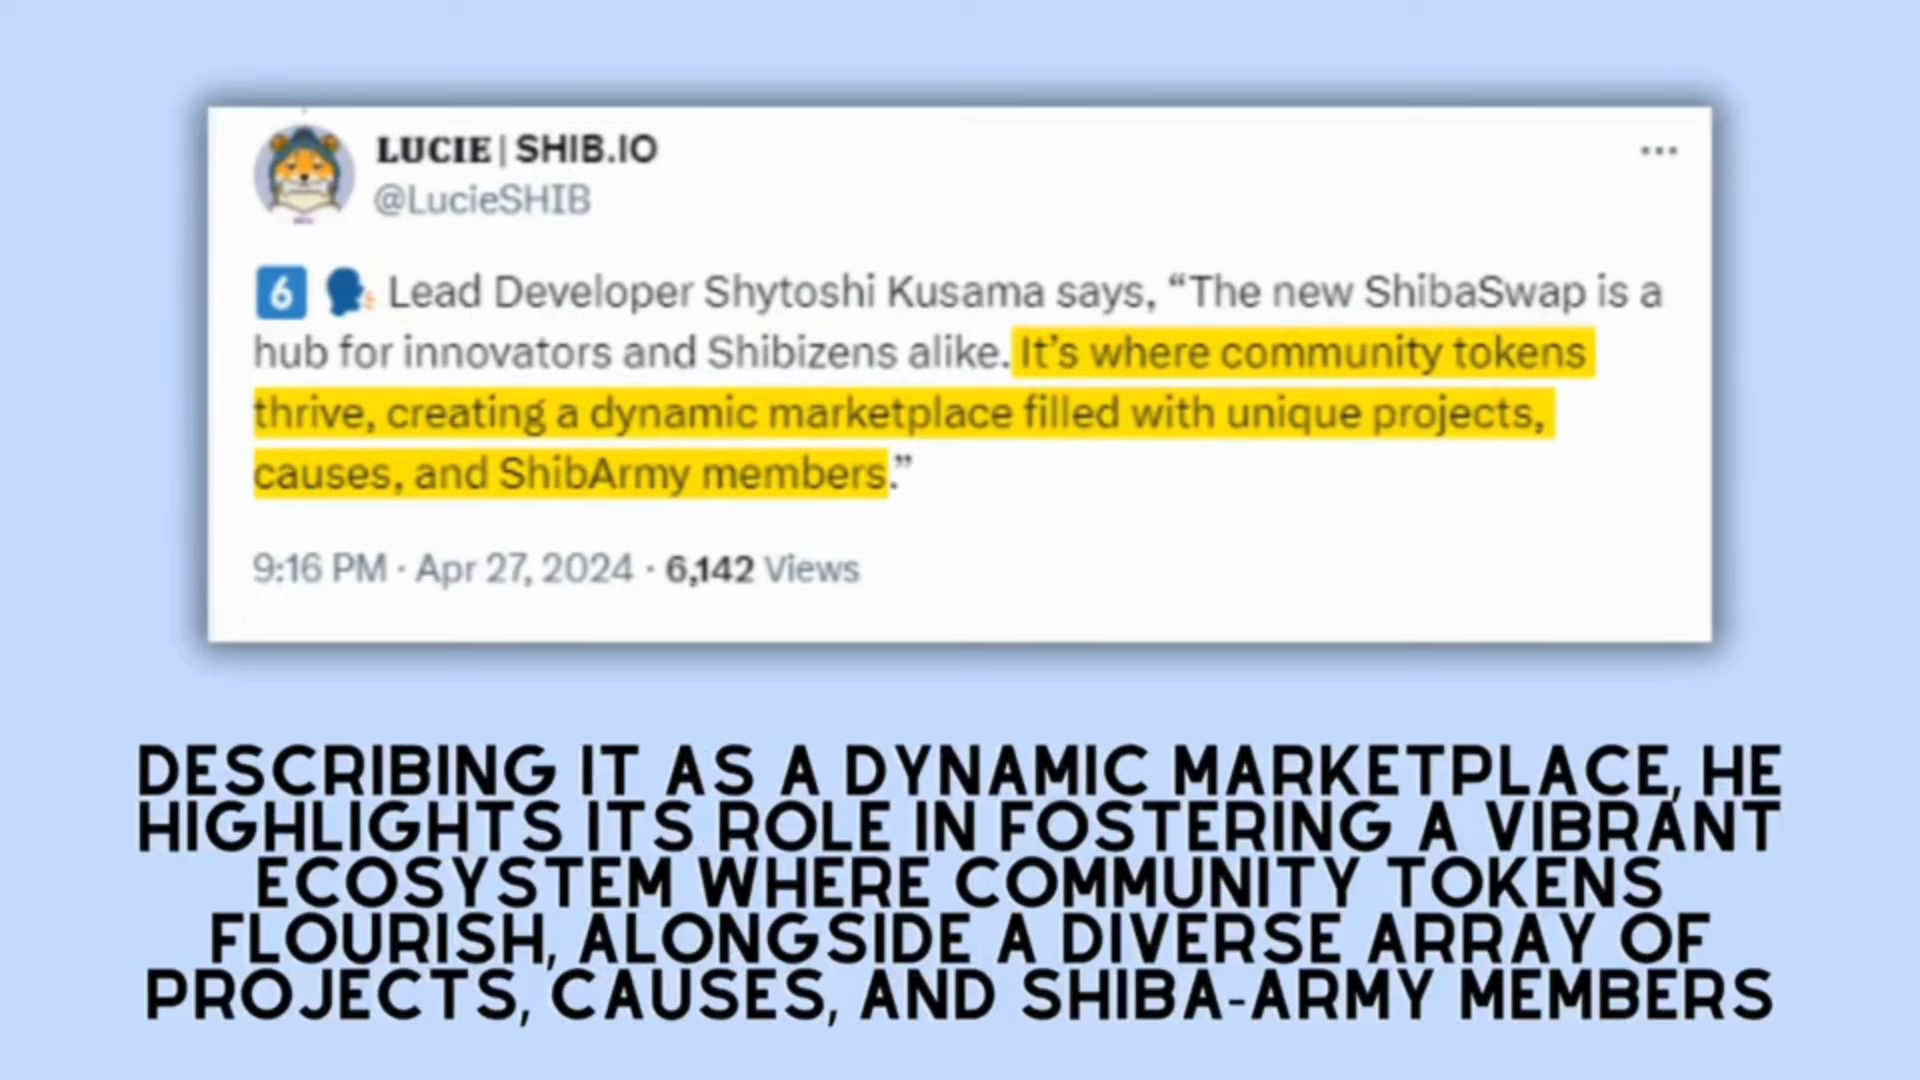 LUCIE | SHIB.IO
@LucieSHIB
6 Lead Developer Shytoshi Kusama says, “The new ShibaSwap is a
hub for innovators and Shibizens alike. It’s where community tokens
thrive, creating a dynamic marketplace filled with unique projects,
causes, and ShibArmy members.”
9:16 PM · Apr 27, 2024 · 6,142 Views
DESCRIBING IT AS A DYNAMIC MARKETPLACE, HE
HIGHLIGHTS ITS ROLE IN FOSTERING A VIBRANT
ECOSYSTEM WHERE COMMUNITY TOKENS
FLOURISH, ALONGSIDE A DIVERSE ARRAY OF
PROJECTS, CAUSES, AND SHIBA-ARMY MEMBERS